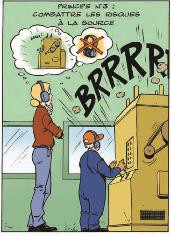 PRINCIPE N°3 :
COMBATTRE LES RISQUES
À LA SOURCE
BRRRR